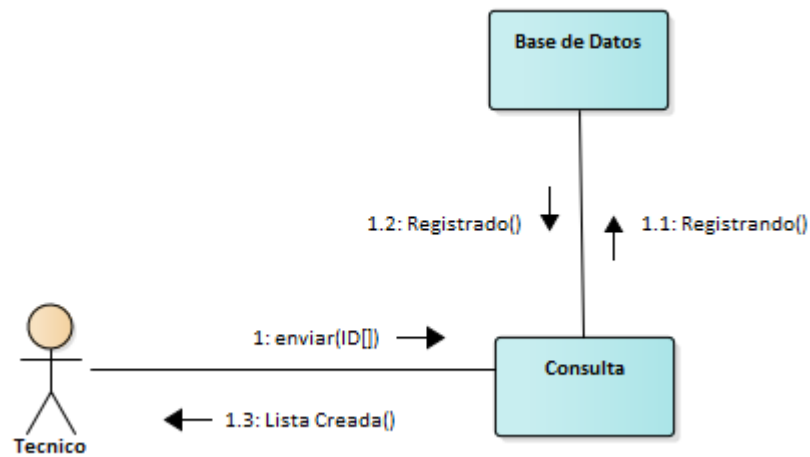 Base de Datos
1.2: Registrado()
1.1: Registrando()
1: enviar(ID[])
Consulta
1.3: Lista Creada()
Tecnico